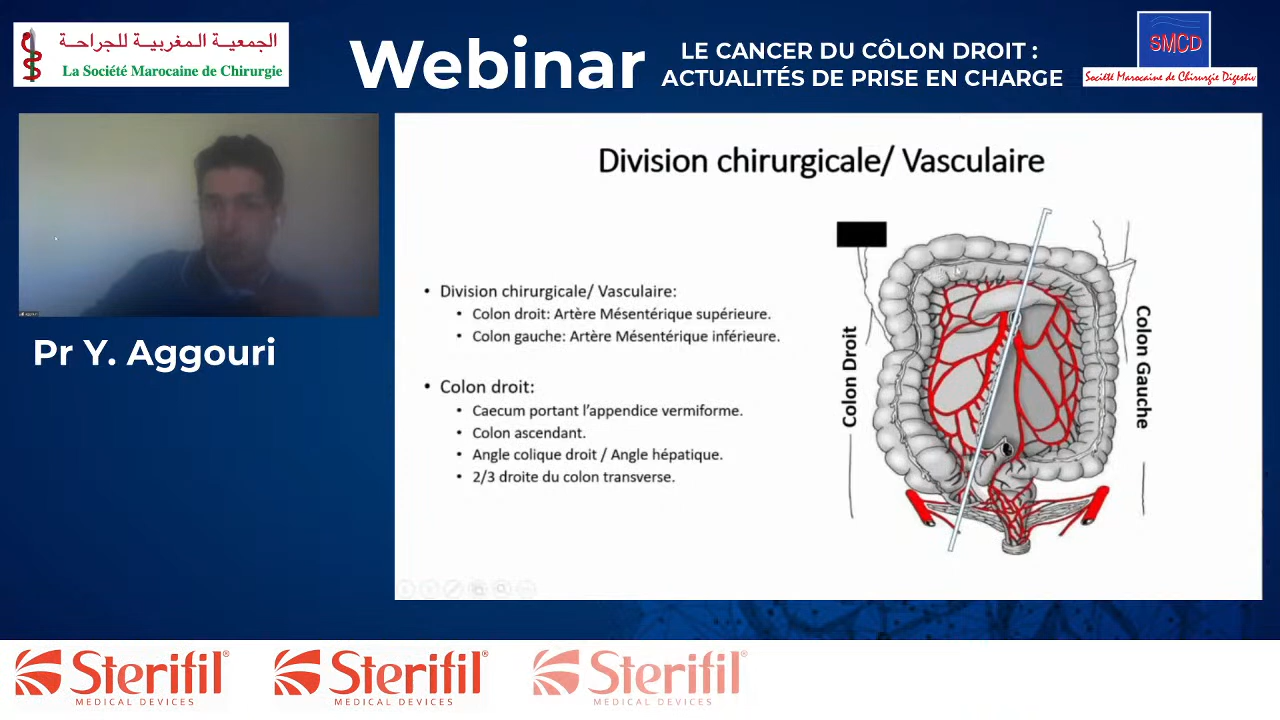 الجمعية المغربية للجراحة
La Société Marocaine de Chirurgie
Webinar
LE CANCER DU CÔLON DROIT :
ACTUALITÉS DE PRISE EN CHARGE
SMCD
Société Marocaine de Chirurgie Digestiv
Pr Y. Aggouri
Division chirurgicale/ Vasculaire
• Division chirurgicale/ Vasculaire:
• Colon droit: Artère Mésentérique supérieure.
• Colon gauche: Artère Mésentérique inférieure.
• Colon droit:
• Caecum portant l'appendice vermiforme.
• Colon ascendant.
• Angle colique droit / Angle hépatique.
• 2/3 droite du colon transverse.
Colon Droit
Colon Gauche
Sterifil®
MEDICAL DEVICES
Sterifil®
MEDICAL DEVICES
Sterifil®
MEDICAL DEVICES